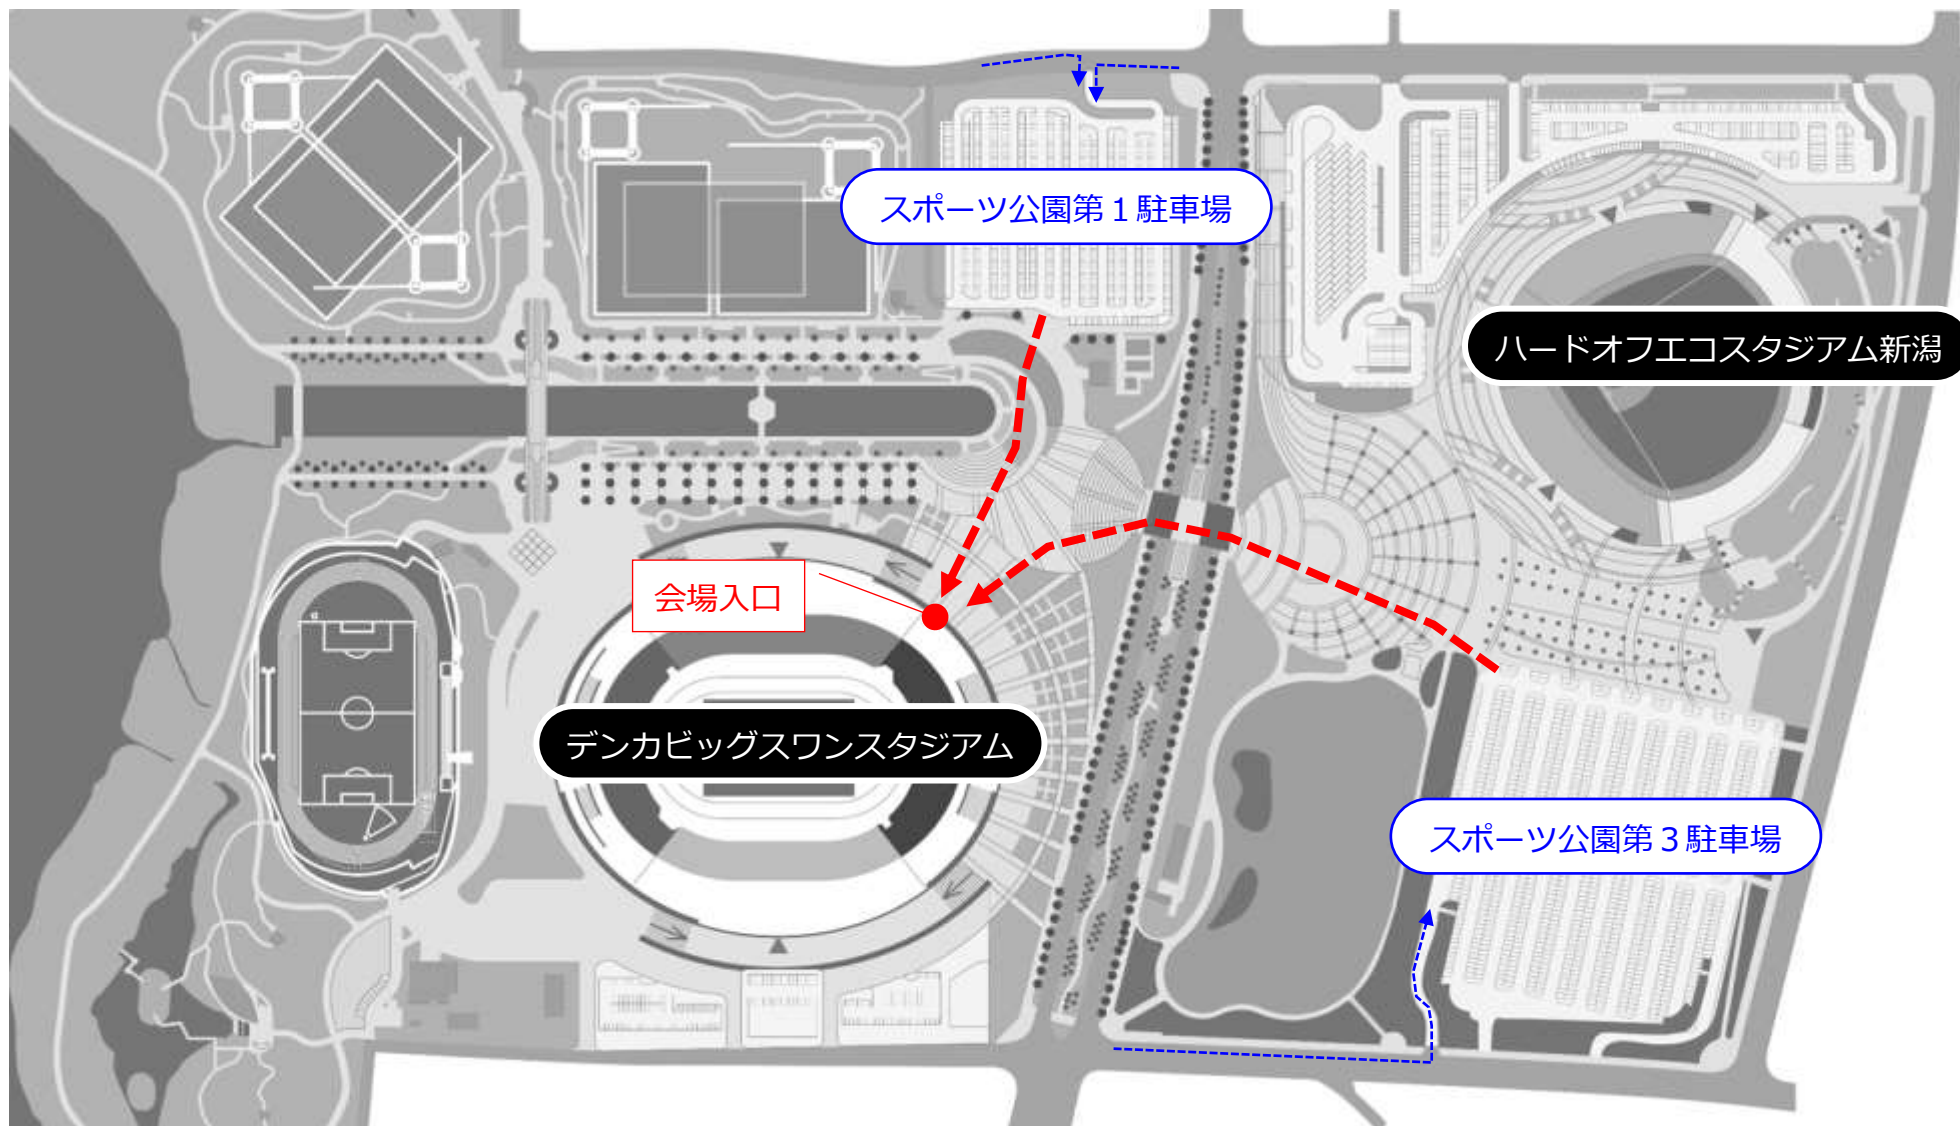 スポーツ公園第１駐車場
ハードオフエコスタジアム新潟
会場入口
デンカビッグスワンスタジアム
スポーツ公園第３駐車場